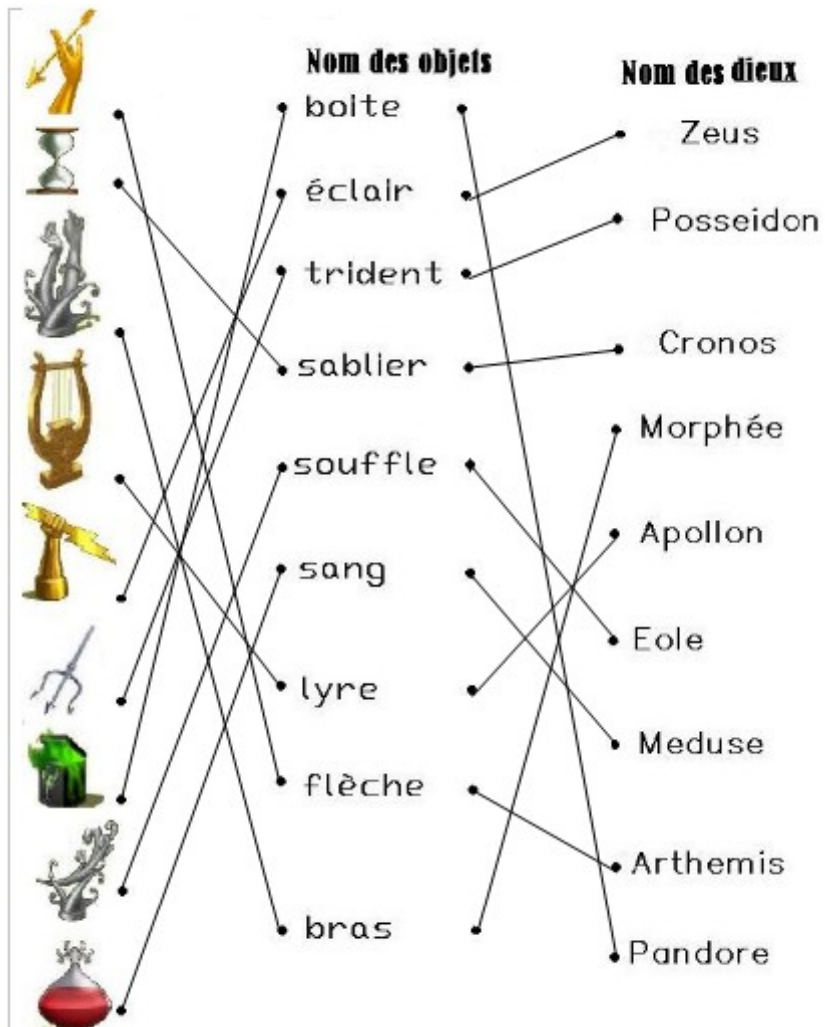 Nom des objets
Nom des dieux
boite
éclair
trident
sablier
souffle
sang
lyre
flèche
bras
Zeus
Posseidon
Cronos
Morphée
Apollon
Eole
Meduse
Arthemis
Pandore